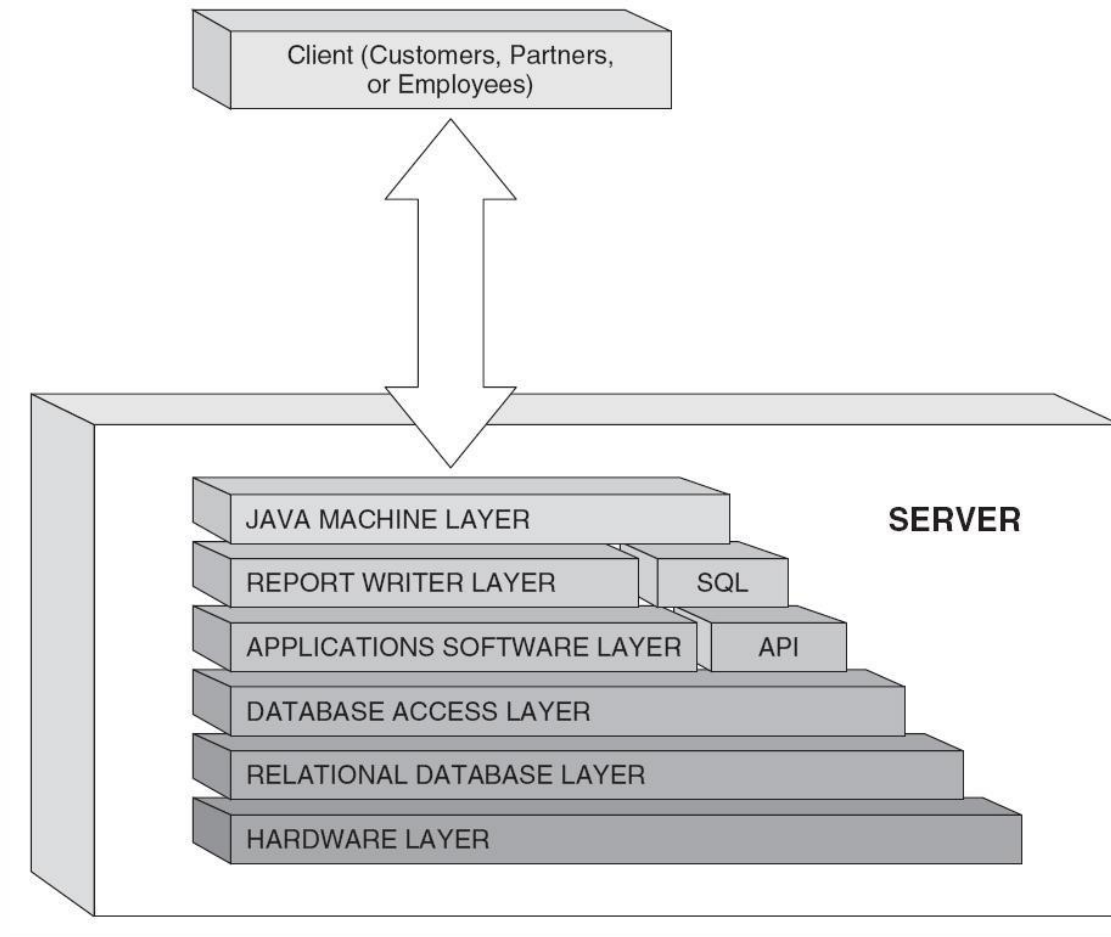 Client (Customers, Partners,
or Employees)
JAVA MACHINE LAYER
SERVER
REPORT WRITER LAYER
SQL
APPLICATIONS SOFTWARE LAYER
API
DATABASE ACCESS LAYER
RELATIONAL DATABASE LAYER
HARDWARE LAYER